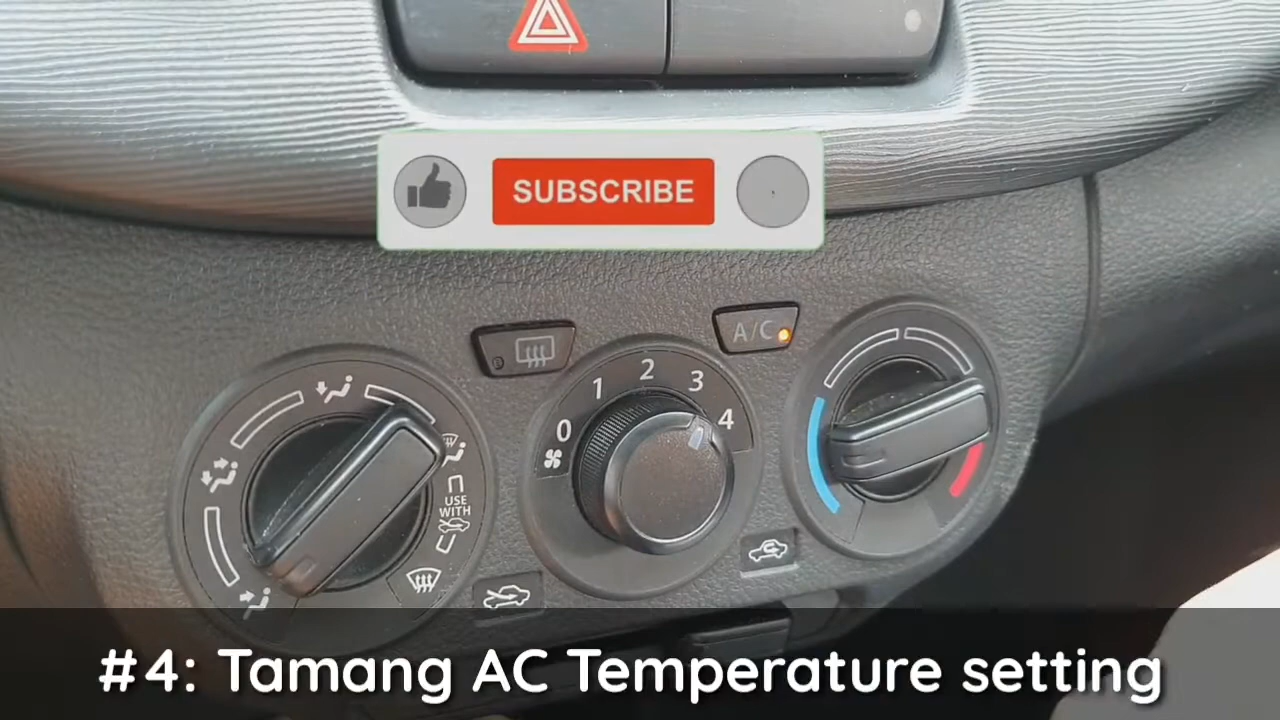 SUBSCRIBE
A/C
0
1
2
3
4
USE
WITH
#4: Tamang AC Temperature setting